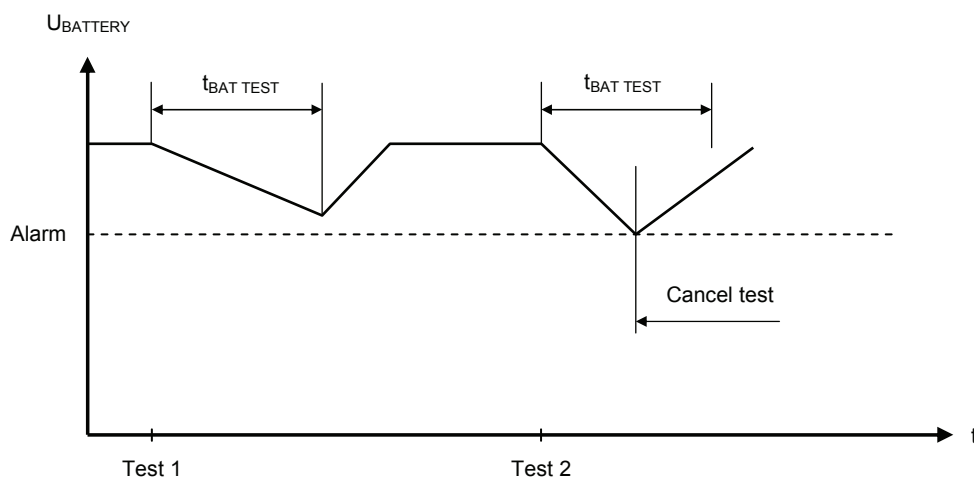 UBATTERY
tBAT TEST
tBAT TEST
Alarm
Cancel test
t
Test 1
Test 2